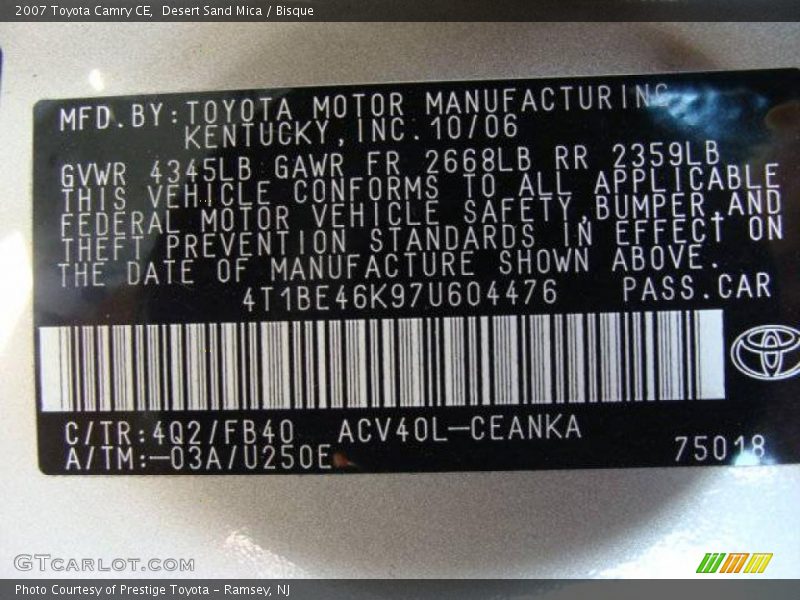 2007 Toyota Camry CE, Desert Sand Mica / Bisque
MFD.BY:TOYOTA MOTOR MANUFACTURING
KENTUCKY,INC.10/06
GVWR 4345LB GAWR FR 2668LB RR 2359LB
THIS VEHICLE CONFORMS TO ALL APPLICABLE
FEDERAL MOTOR VEHICLE SAFETY,BUMPER,AND
THEFT PREVENTION STANDARDS IN EFFECT ON
THE DATE OF MANUFACTURE SHOWN ABOVE.
4T1BE46K97U604476 PASS.CAR
C/TR:4Q2/FB40 ACV40L-CEANKA
A/TM:-03A/U250E 75018
GTCARLOT.COM
Photo Courtesy of Prestige Toyota - Ramsey, NJ